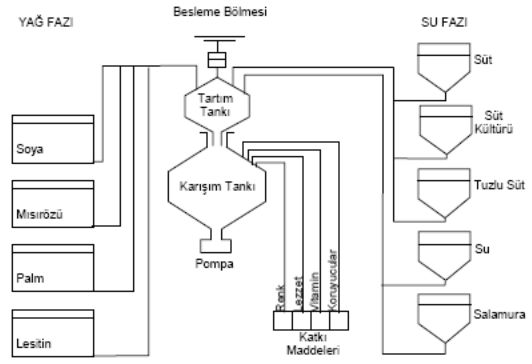 YAĞ FAZI
Besleme Bölmesi
SU FAZI
Soya
Mısırözü
Palm
Lesitin
Tartım
Tankı
Karışım Tankı
Pompa
Renk
Lezzet
Vitamin
Koruyucular
Katkı
Maddeleri
Süt
Süt
Kültürü
Tuzlu Süt
Su
Salamura